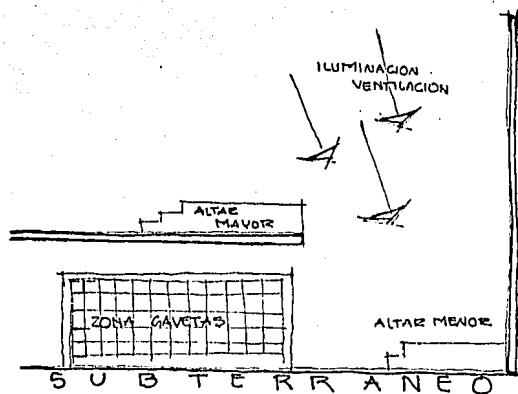 ILUMINACION
VENTILACION
ALTAR
MAYOR
ZONA GAVETAS
ALTAR MENOR
SUBTERRANEO